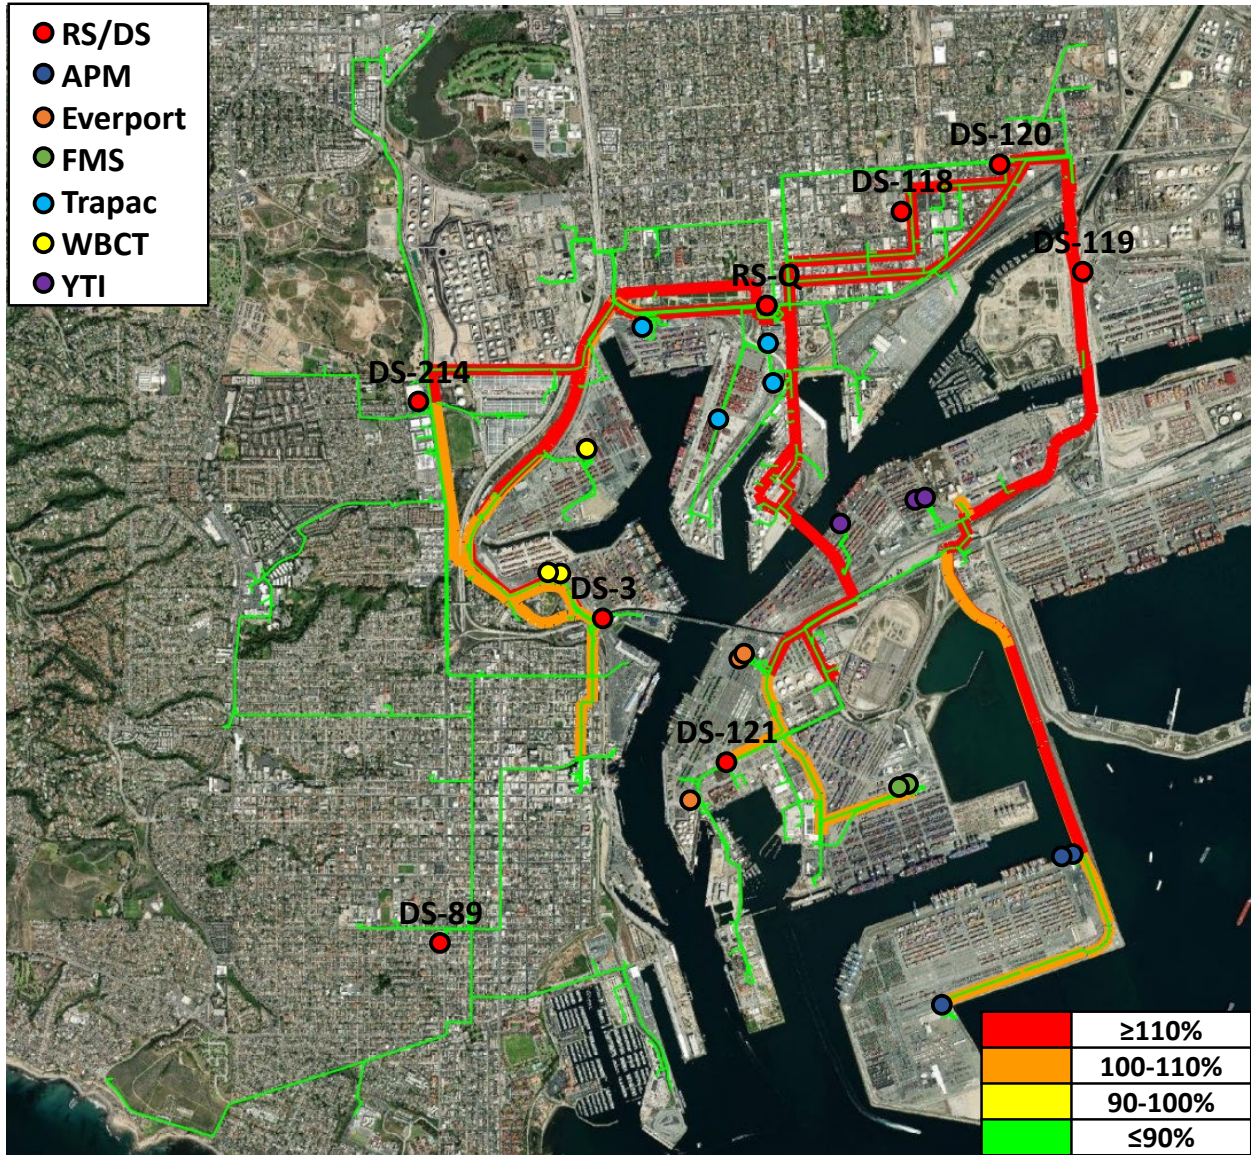 RS/DS
APM
Everport
FMS
Trapac
WBCT
YTI
DS-120
DS-118
DS-119
RS-Q
DS-214
DS-3
DS-121
DS-89
≥110%
100-110%
90-100%
≤90%